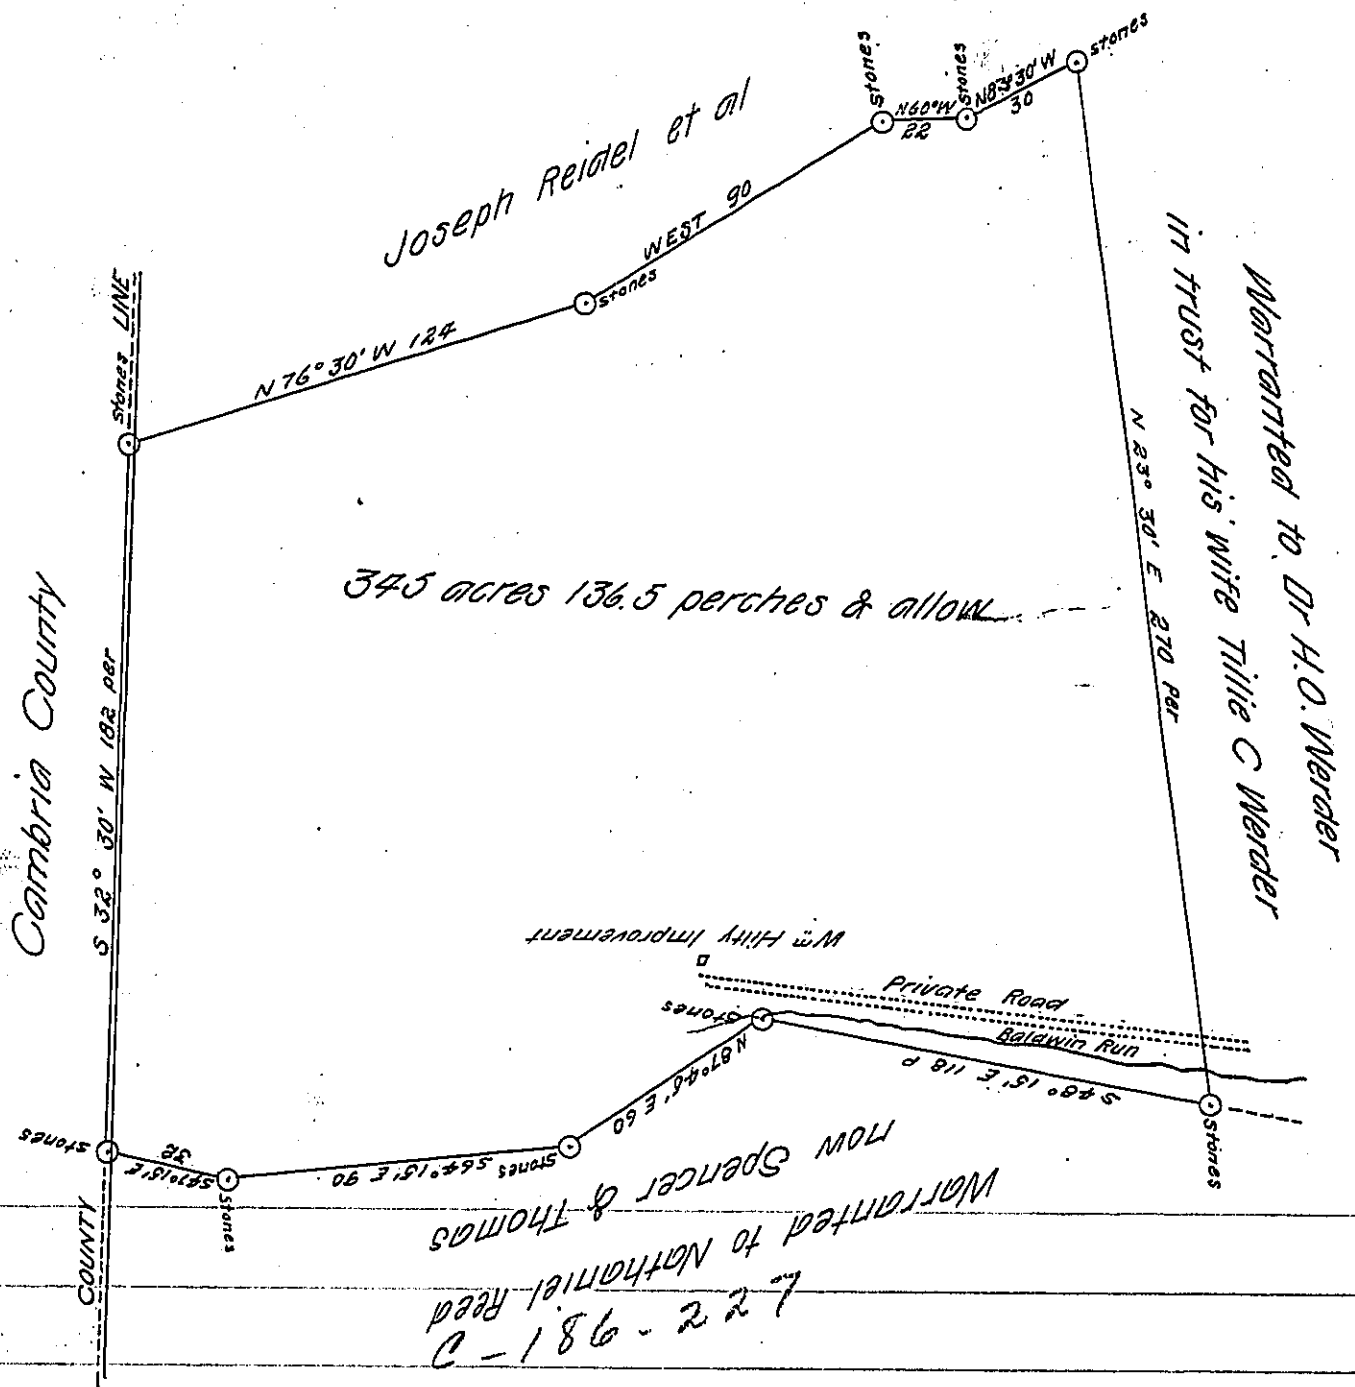 stones
stones
stones
N60°W
22
N83°30'W
30
Joseph Reidel et al
WEST 90
stones
stones LINE
N 76° 30' W 124
Warranted to Dr H.O. Werder
in trust for his wife Tillie C Werder
N 23° 30' E 270 Per
345 acres 136.5 perches & allow
Cambria County
S 32° 30' W 182 per
Wm Hilty Improvement
Private Road
Baldwin Run
Stones
S 48° 15' E 118 P
N 87° 45' E 60
Stones
stones
S47°15'E
32
Stones
S64°15'E 90
Stones
COUNTY
Warranted to Nathaniel Reed
now Spencer & Thomas
C-186-227